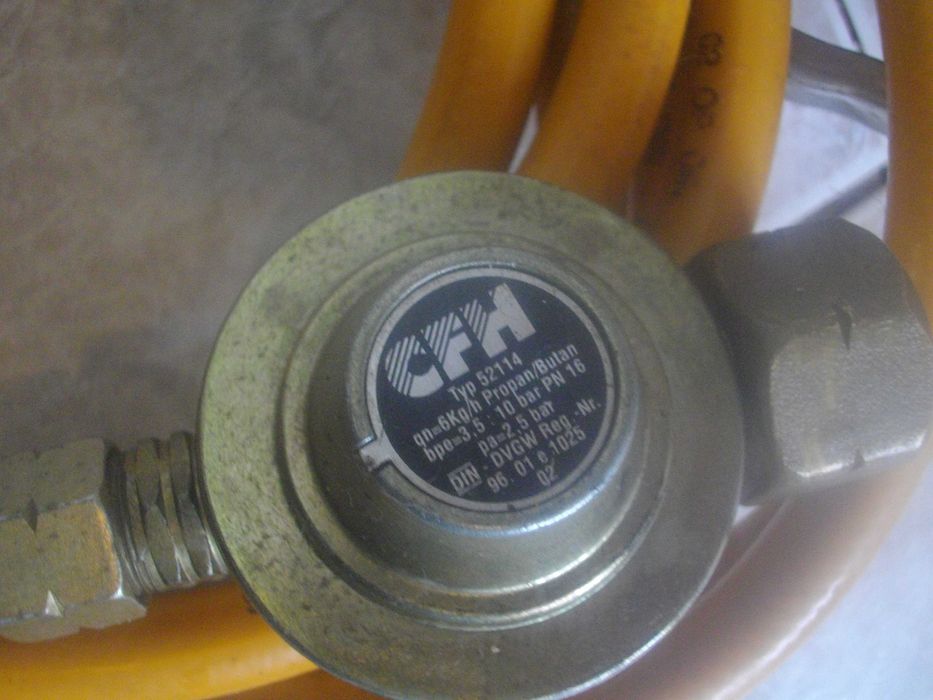 CFH
Typ 52114
qn=6Kg/h Propan/Butan
bpe=3,5 : 10 bar PN 16
pa=2,5 bar
DIN - DVGW Reg.-Nr.
96. 01 e.1025
02